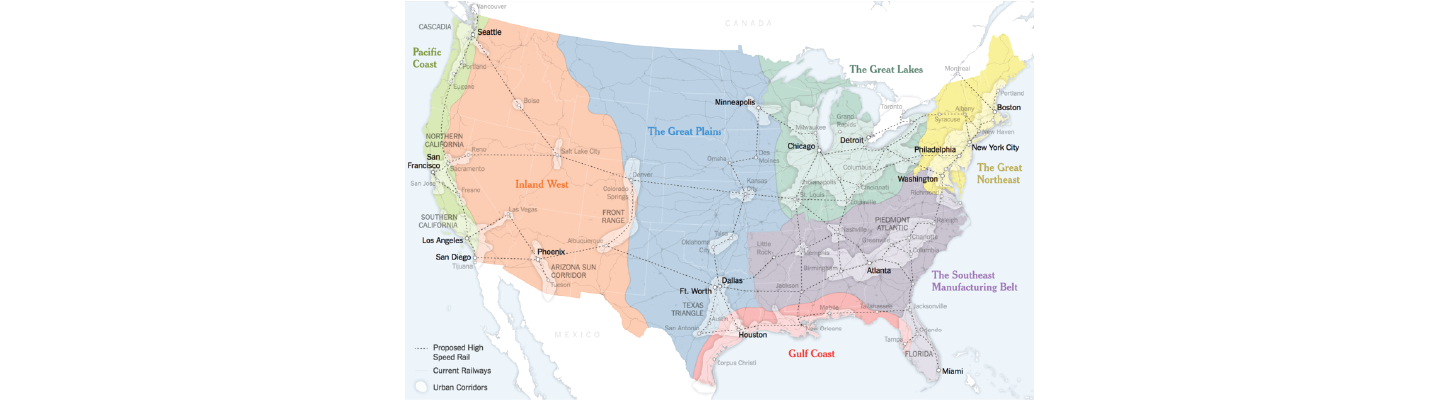 Vancouver
CANADA
CASCADIA
Seattle
Pacific
Coast
Portland
Eugene
Boise
The Great Lakes
Montreal
Portland
Toronto
Albany
Boston
Syracuse
Minneapolis
Grand
Rapids
Milwaukee
The Great Plains
New Haven
NORTHERN
CALIFORNIA
Reno
Salt Lake City
Chicago
Detroit
Philadelphia
New York City
San
Francisco
Sacramento
Omaha
Des
Moines
Columbus
The Great
Northeast
San Jose
Fresno
Inland West
Denver
Colorado
Springs
Kansas
City
Indianapolis
Cincinnati
Washington
St. Louis
Louisville
Richmond
SOUTHERN
CALIFORNIA
Las Vegas
FRONT
RANGE
PIEDMONT
ATLANTIC
Raleigh
Los Angeles
Albuquerque
Tulsa
Oklahoma
City
Little
Rock
Nashville
Memphis
Greenville
Charlotte
Columbia
San Diego
Tijuana
Phoenix
ARIZONA SUN
CORRIDOR
Tucson
Birmingham
Atlanta
The Southeast
Manufacturing Belt
Dallas
Ft. Worth
Jackson
TEXAS
TRIANGLE
Austin
San Antonio
Houston
Mobile
Tallahassee
Jacksonville
New Orleans
MEXICO
Orlando
Tampa
Gulf Coast
FLORIDA
Corpus Christi
Miami
Proposed High
Speed Rail
Current Railways
Urban Corridors